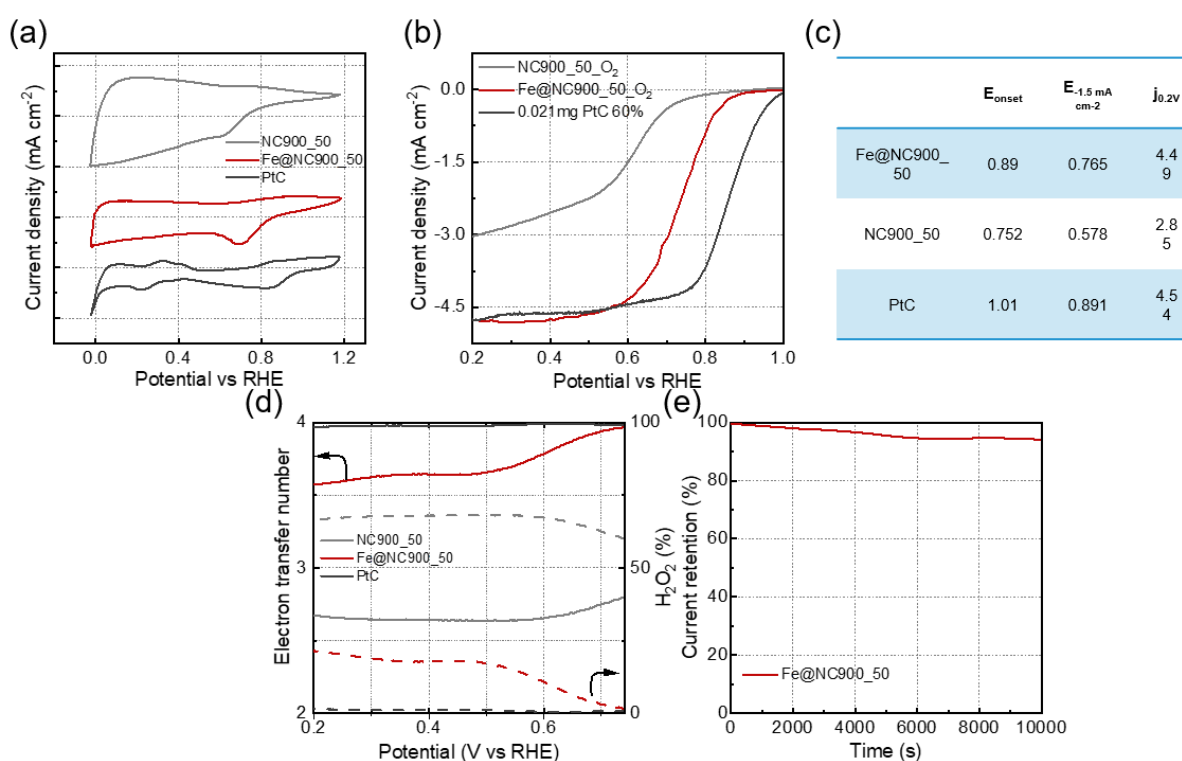 (a)
Current density (mA cm-2)
NC900_50
Fe@NC900_50
PtC
0.0 0.4 0.8 1.2
Potential vs RHE
(b)
Current density (mA cm-2)
0.0
-1.5
-3.0
-4.5
NC900_50_O2
Fe@NC900_50_O2
0.021mg PtC 60%
0.2 0.4 0.6 0.8 1.0
Potential vs RHE
(c)
Eonset E-1.5 mA cm-2 j0.2V
Fe@NC900_50 0.89 0.765 4.49
NC900_50 0.752 0.578 2.85
PtC 1.01 0.891 4.54
(d)
Electron transfer number
4
3
2
NC900_50
Fe@NC900_50
PtC
100
50
0
H2O2 (%)
0.2 0.4 0.6
Potential (V vs RHE)
(e)
Current retention (%)
100
80
60
40
20
0
Fe@NC900_50
0 2000 4000 6000 8000 10000
Time (s)